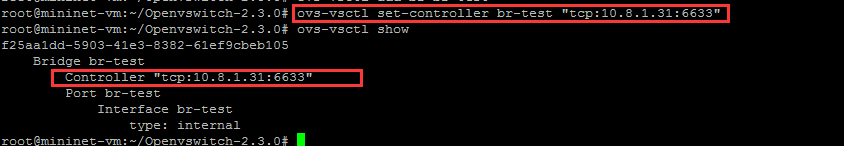 root@mininet-vm:~/Openvswitch-2.3.0# ovs-vsctl set-controller br-test "tcp:10.8.1.31:6633"
root@mininet-vm:~/Openvswitch-2.3.0# ovs-vsctl show
f25aa1dd-5903-41e3-8382-61ef9cbeb105
Bridge br-test
Controller "tcp:10.8.1.31:6633"
Port br-test
Interface br-test
type: internal
root@mininet-vm:~/Openvswitch-2.3.0#